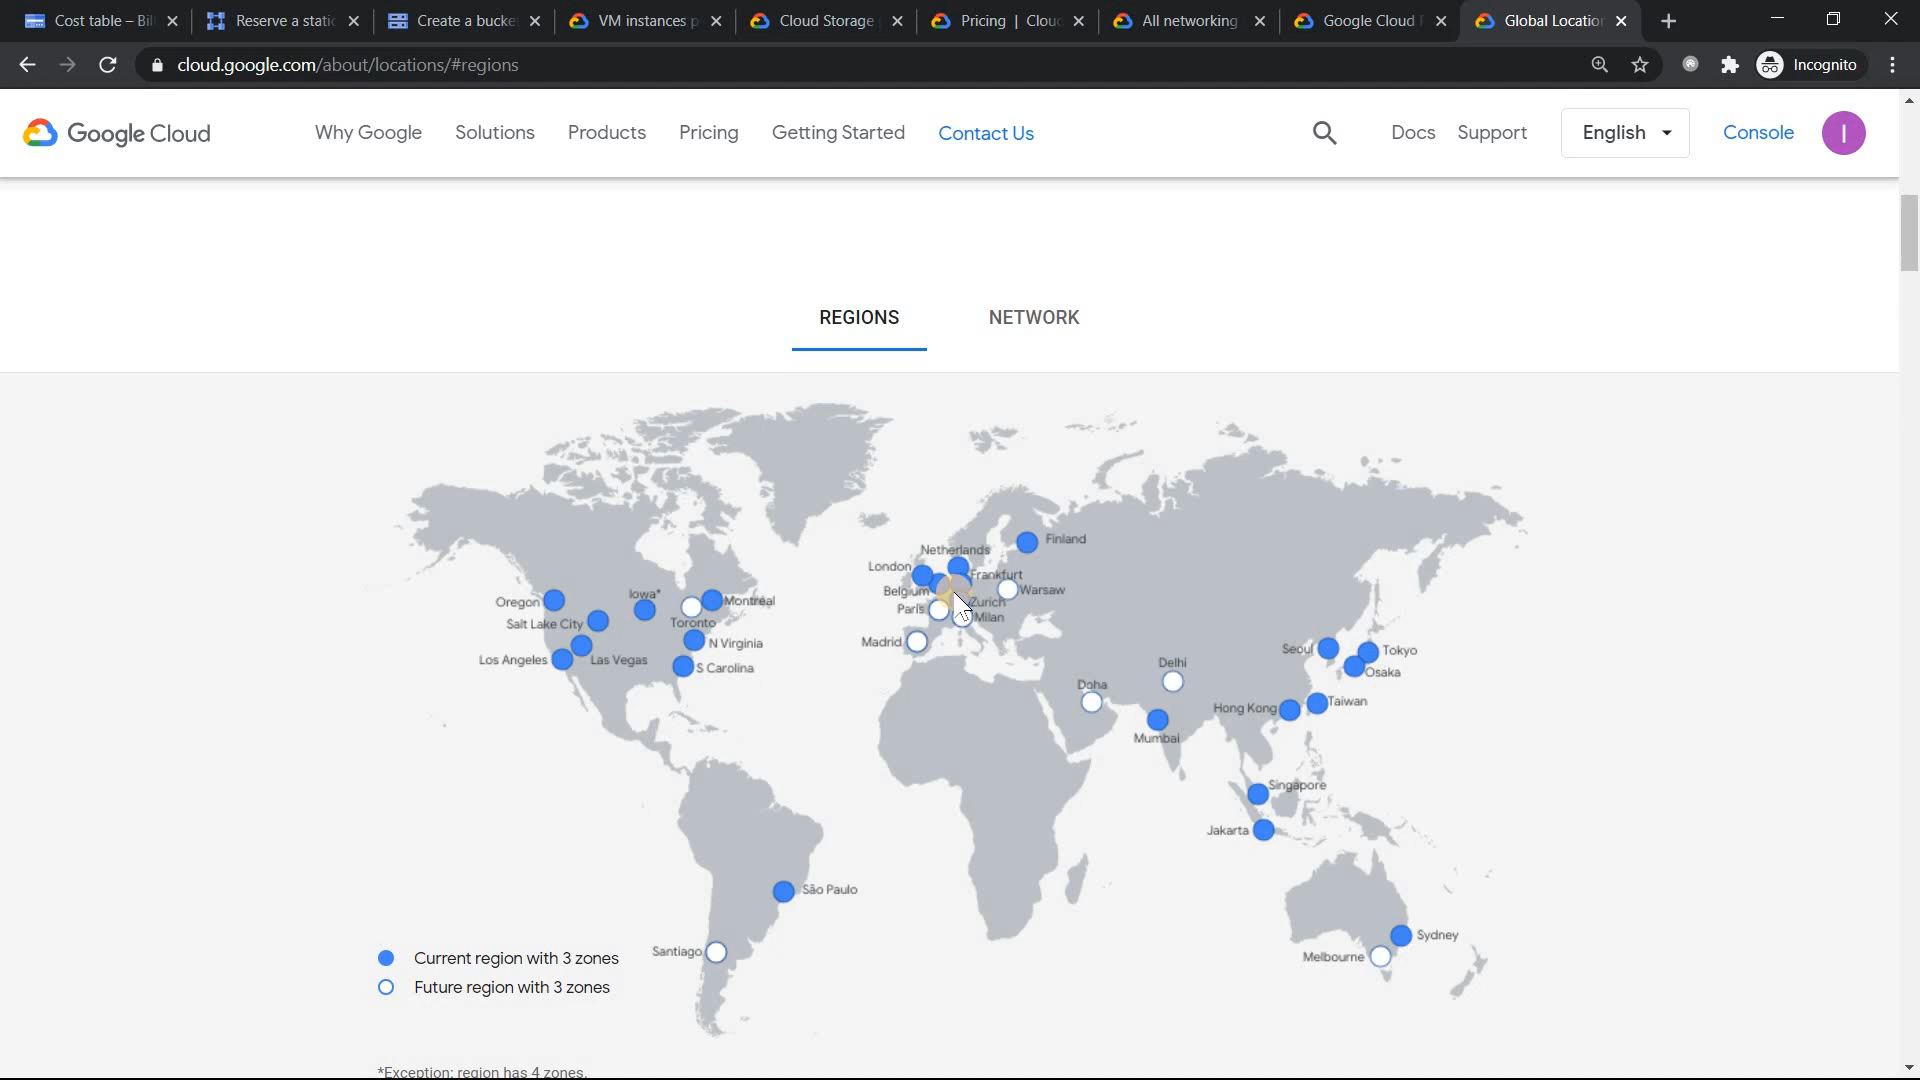 Cost table – Bil
Reserve a stati
Create a bucke
VM instances p
Cloud Storage
Pricing | Clou
All networking
Google Cloud
Global Locatio
cloud.google.com/about/locations/#regions
Incognito
Google Cloud
Why Google
Solutions
Products
Pricing
Getting Started
Contact Us
Docs
Support
English
Console
I
REGIONS
NETWORK
Finland
Netherlands
London
Frankfurt
Belgium
Warsaw
Paris
Zurich
Milan
Madrid
Oregon
Iowa*
Montréal
Salt Lake City
Toronto
N Virginia
Los Angeles
Las Vegas
S Carolina
Seoul
Tokyo
Osaka
Delhi
Doha
Hong Kong
Taiwan
Mumbai
Singapore
Jakarta
São Paulo
Santiago
Sydney
Melbourne
Current region with 3 zones
Future region with 3 zones
*Exception: region has 4 zones.